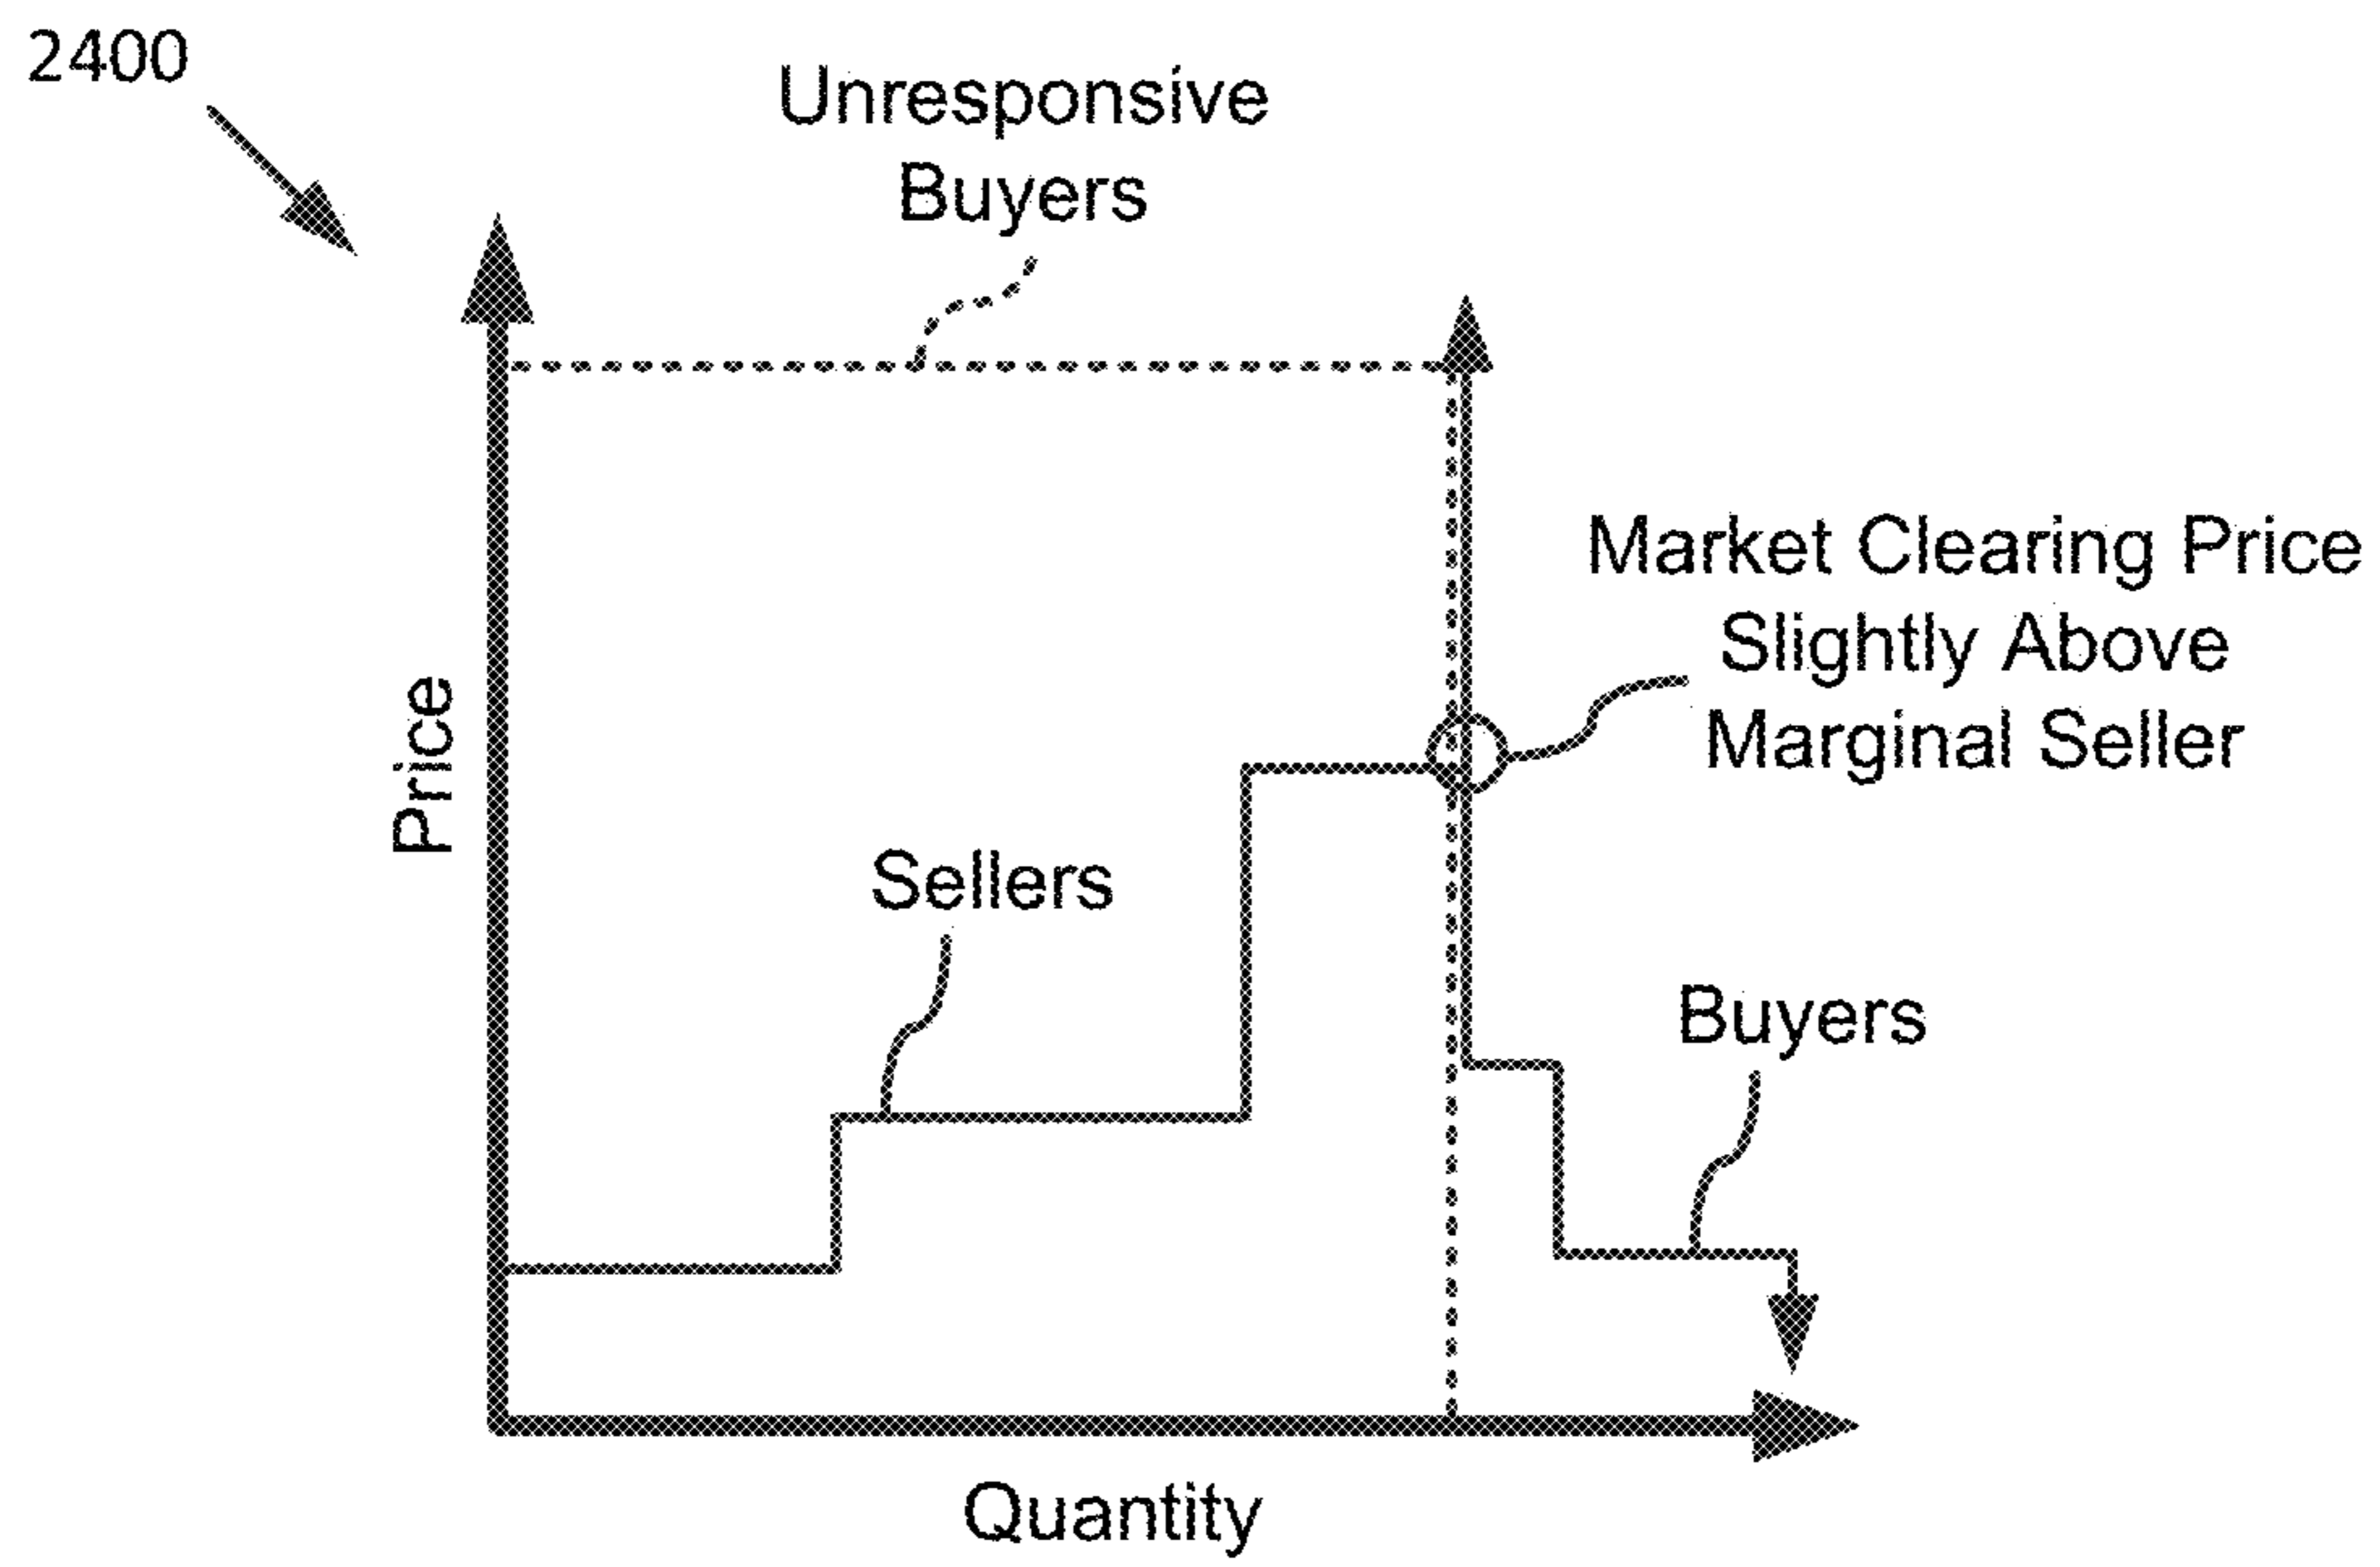 2400
Unresponsive
Buyers
Market Clearing Price
Slightly Above
Marginal Seller
Price
Sellers
Buyers
Quantity